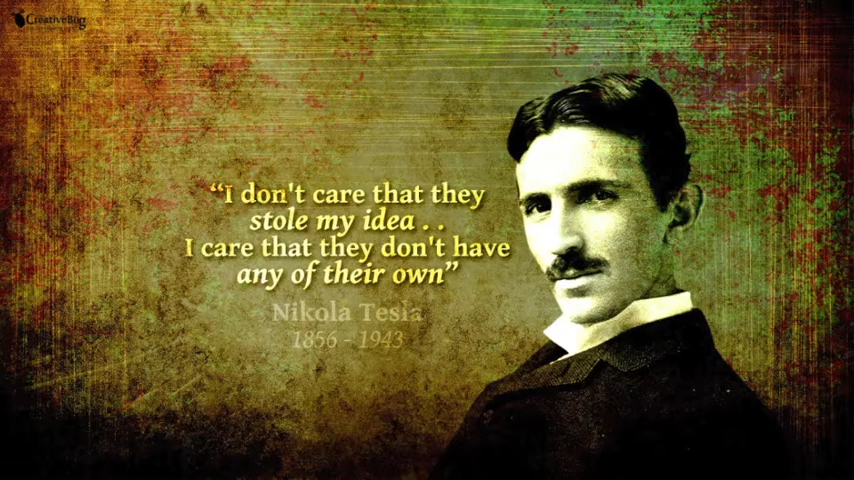 CreativeBug
“I don't care that they
stole my idea . .
I care that they don't have
any of their own”
Nikola Tesla
1856 - 1943